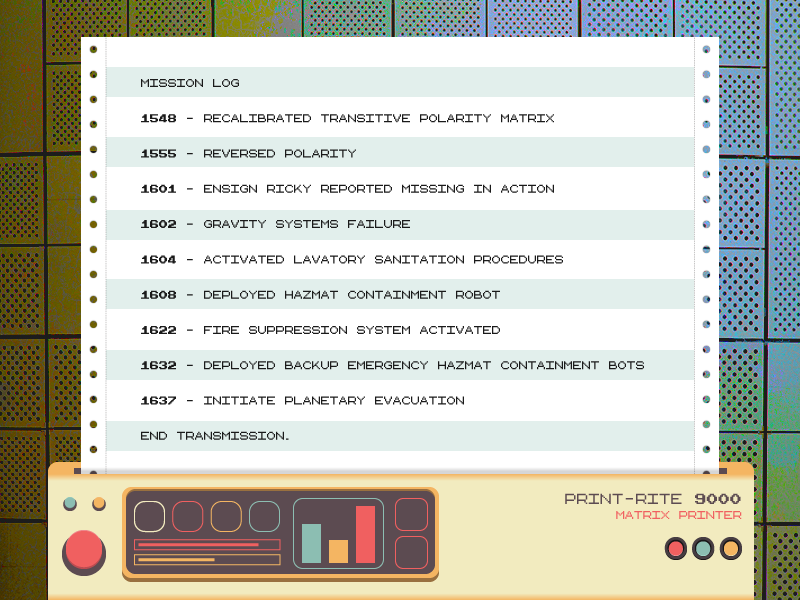 MISSION LOG
1548 - RECALIBRATED TRANSITIVE POLARITY MATRIX
1555 - REVERSED POLARITY
1601 - ENSIGN RICKY REPORTED MISSING IN ACTION
1602 - GRAVITY SYSTEMS FAILURE
1604 - ACTIVATED LAVATORY SANITATION PROCEDURES
1608 - DEPLOYED HAZMAT CONTAINMENT ROBOT
1622 - FIRE SUPPRESSION SYSTEM ACTIVATED
1632 - DEPLOYED BACKUP EMERGENCY HAZMAT CONTAINMENT BOTS
1637 - INITIATE PLANETARY EVACUATION
END TRANSMISSION.
PRINT-RITE 9000
MATRIX PRINTER